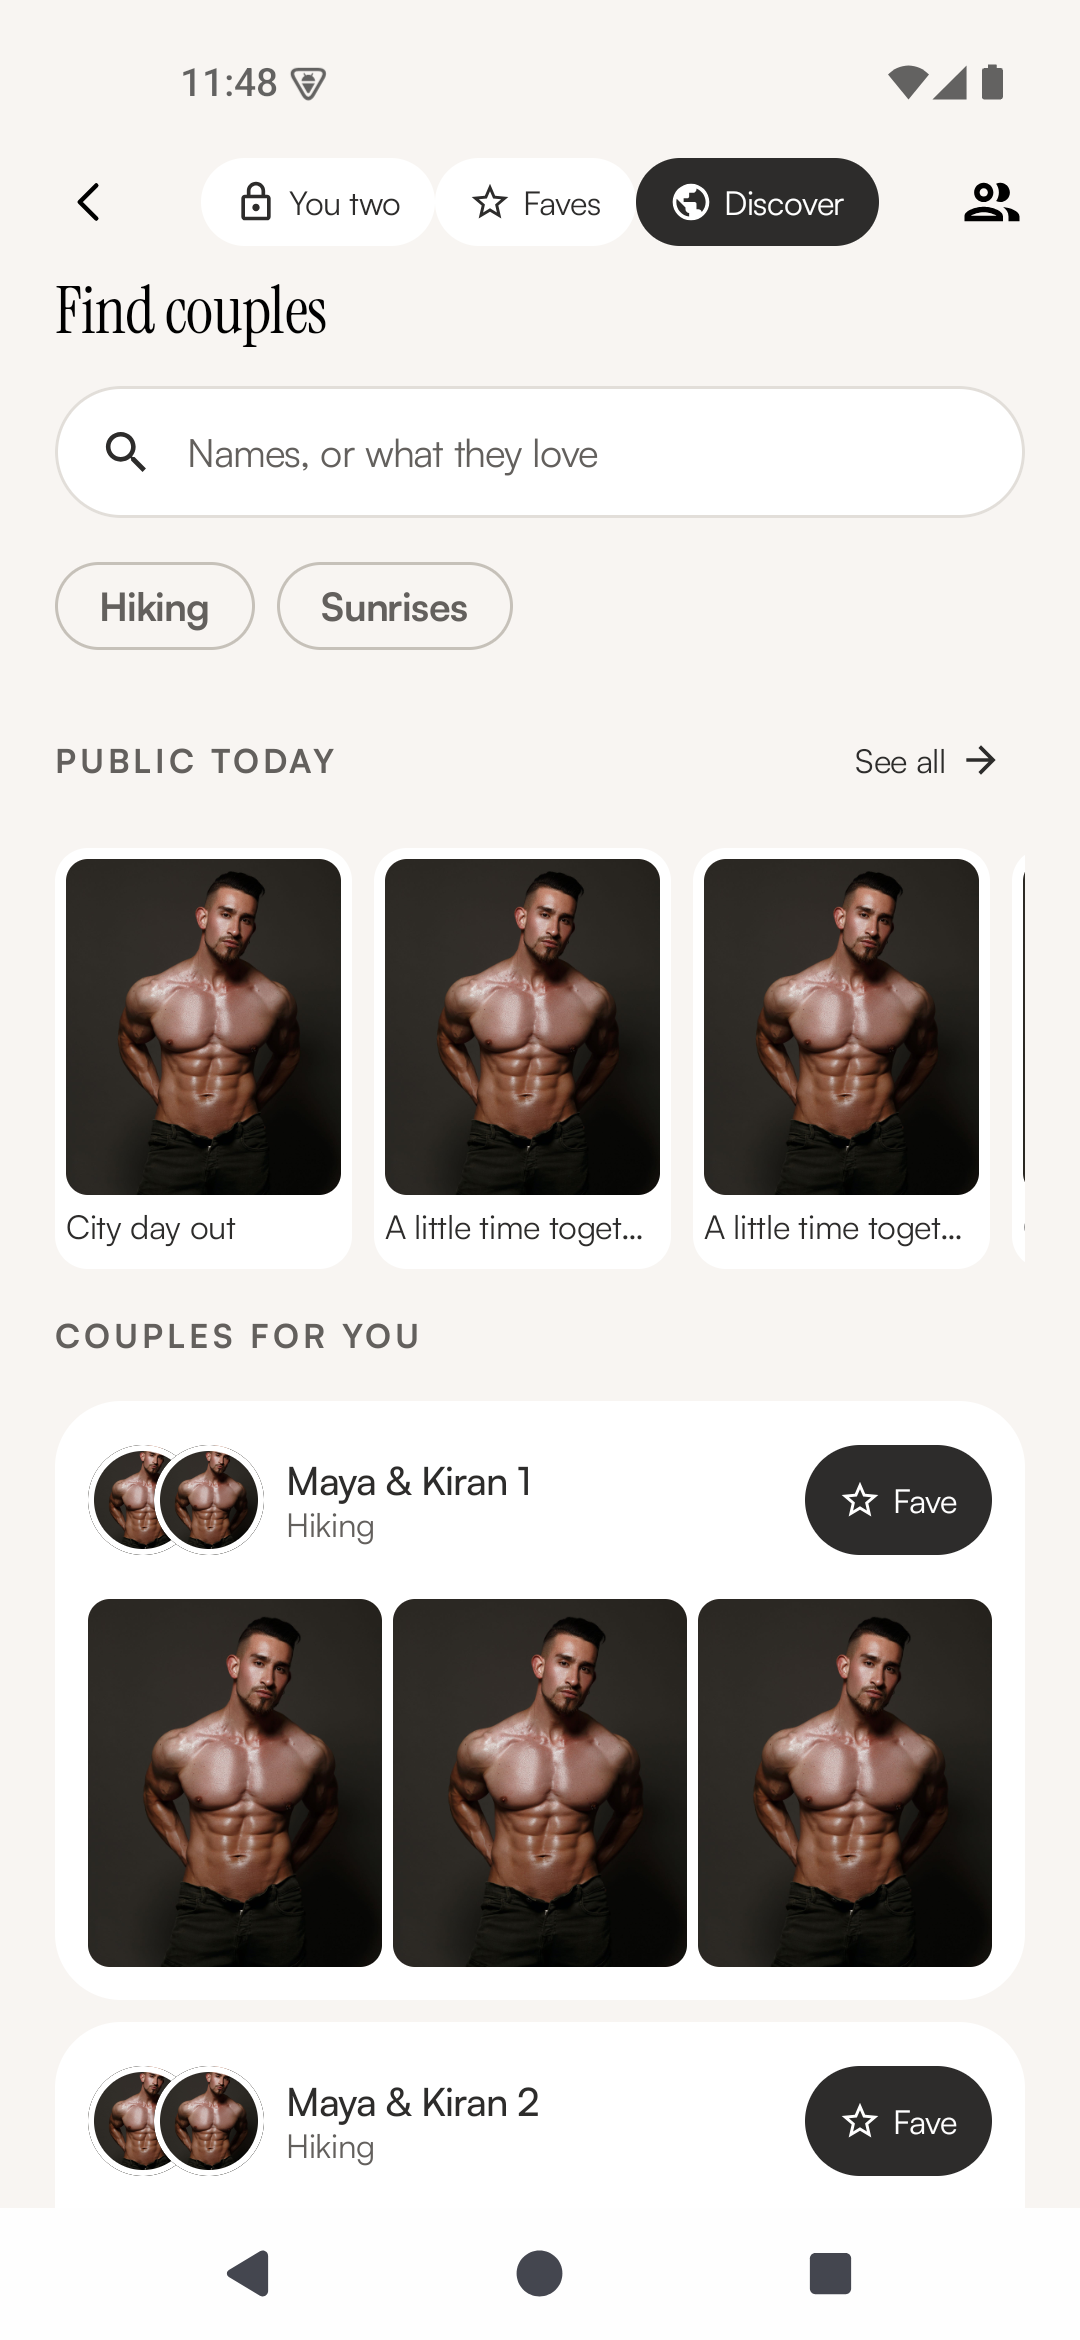 11:48
You two
Faves
Discover
Find couples
Names, or what they love
Hiking
Sunrises
PUBLIC TODAY
See all
City day out
A little time toget...
A little time toget...
COUPLES FOR YOU
Maya & Kiran 1
Hiking
Fave
Maya & Kiran 2
Hiking
Fave